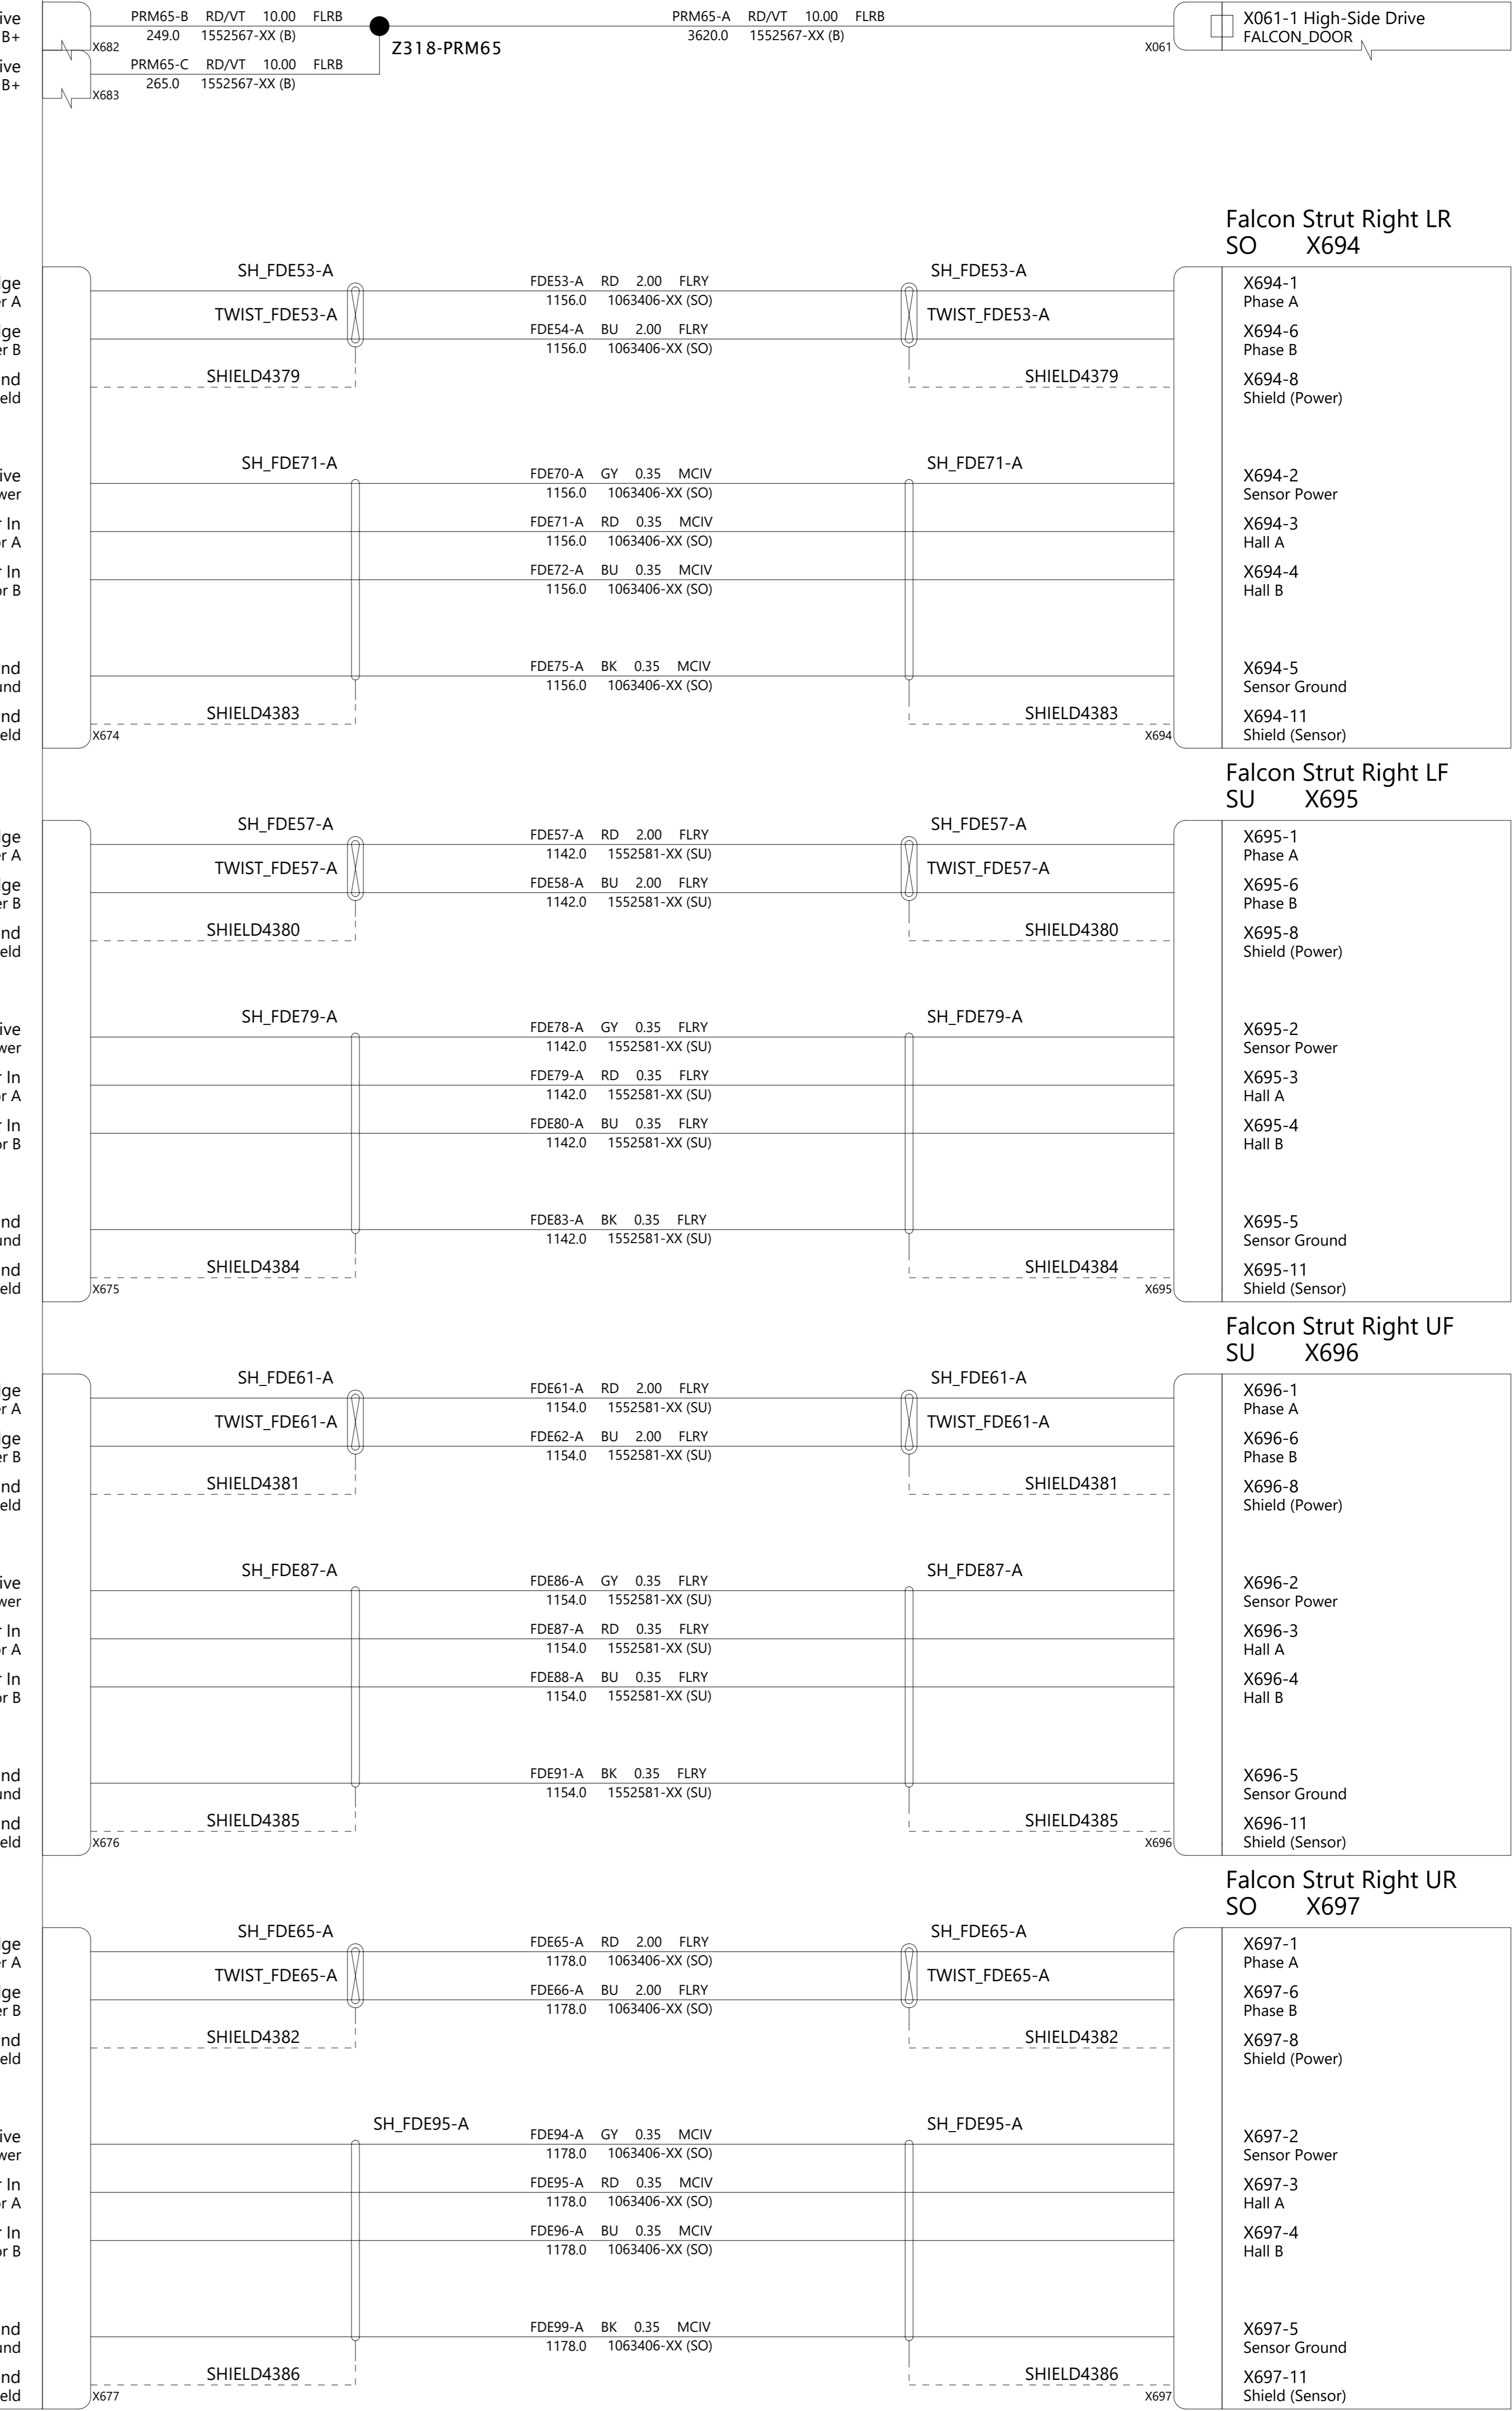 B+
PRM65-B RD/VT 10.00 FLRB
249.0 1552567-XX (B)
X682
Z318-PRM65
PRM65-A RD/VT 10.00 FLRB
3620.0 1552567-XX (B)
X061
X061-1 High-Side Drive
FALCON_DOOR
B+
PRM65-C RD/VT 10.00 FLRB
265.0 1552567-XX (B)
X683
Falcon Strut Right LR
SO X694
SH_FDE53-A
FDE53-A RD 2.00 FLRY
1156.0 1063406-XX (SO)
SH_FDE53-A
X694-1
Phase A
TWIST_FDE53-A
FDE54-A BU 2.00 FLRY
1156.0 1063406-XX (SO)
TWIST_FDE53-A
X694-6
Phase B
SHIELD4379
SHIELD4379
X694-8
Shield (Power)
SH_FDE71-A
FDE70-A GY 0.35 MCIV
1156.0 1063406-XX (SO)
SH_FDE71-A
X694-2
Sensor Power
FDE71-A RD 0.35 MCIV
1156.0 1063406-XX (SO)
X694-3
Hall A
FDE72-A BU 0.35 MCIV
1156.0 1063406-XX (SO)
X694-4
Hall B
FDE75-A BK 0.35 MCIV
1156.0 1063406-XX (SO)
X694-5
Sensor Ground
SHIELD4383
SHIELD4383
X694-11
Shield (Sensor)
X674
X694
Falcon Strut Right LF
SU X695
SH_FDE57-A
FDE57-A RD 2.00 FLRY
1142.0 1552581-XX (SU)
SH_FDE57-A
X695-1
Phase A
TWIST_FDE57-A
FDE58-A BU 2.00 FLRY
1142.0 1552581-XX (SU)
TWIST_FDE57-A
X695-6
Phase B
SHIELD4380
SHIELD4380
X695-8
Shield (Power)
SH_FDE79-A
FDE78-A GY 0.35 FLRY
1142.0 1552581-XX (SU)
SH_FDE79-A
X695-2
Sensor Power
FDE79-A RD 0.35 FLRY
1142.0 1552581-XX (SU)
X695-3
Hall A
FDE80-A BU 0.35 FLRY
1142.0 1552581-XX (SU)
X695-4
Hall B
FDE83-A BK 0.35 FLRY
1142.0 1552581-XX (SU)
X695-5
Sensor Ground
SHIELD4384
SHIELD4384
X695-11
Shield (Sensor)
X675
X695
Falcon Strut Right UF
SU X696
SH_FDE61-A
FDE61-A RD 2.00 FLRY
1154.0 1552581-XX (SU)
SH_FDE61-A
X696-1
Phase A
TWIST_FDE61-A
FDE62-A BU 2.00 FLRY
1154.0 1552581-XX (SU)
TWIST_FDE61-A
X696-6
Phase B
SHIELD4381
SHIELD4381
X696-8
Shield (Power)
SH_FDE87-A
FDE86-A GY 0.35 FLRY
1154.0 1552581-XX (SU)
SH_FDE87-A
X696-2
Sensor Power
FDE87-A RD 0.35 FLRY
1154.0 1552581-XX (SU)
X696-3
Hall A
FDE88-A BU 0.35 FLRY
1154.0 1552581-XX (SU)
X696-4
Hall B
FDE91-A BK 0.35 FLRY
1154.0 1552581-XX (SU)
X696-5
Sensor Ground
SHIELD4385
SHIELD4385
X696-11
Shield (Sensor)
X676
X696
Falcon Strut Right UR
SO X697
SH_FDE65-A
FDE65-A RD 2.00 FLRY
1178.0 1063406-XX (SO)
SH_FDE65-A
X697-1
Phase A
TWIST_FDE65-A
FDE66-A BU 2.00 FLRY
1178.0 1063406-XX (SO)
TWIST_FDE65-A
X697-6
Phase B
SHIELD4382
SHIELD4382
X697-8
Shield (Power)
SH_FDE95-A
FDE94-A GY 0.35 MCIV
1178.0 1063406-XX (SO)
SH_FDE95-A
X697-2
Sensor Power
FDE95-A RD 0.35 MCIV
1178.0 1063406-XX (SO)
X697-3
Hall A
FDE96-A BU 0.35 MCIV
1178.0 1063406-XX (SO)
X697-4
Hall B
FDE99-A BK 0.35 MCIV
1178.0 1063406-XX (SO)
X697-5
Sensor Ground
SHIELD4386
SHIELD4386
X697-11
Shield (Sensor)
X677
X697